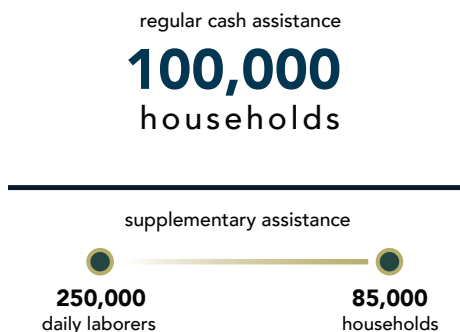 regular cash assistance
100,000
households
supplementary assistance
250,000 85,000
daily laborers households